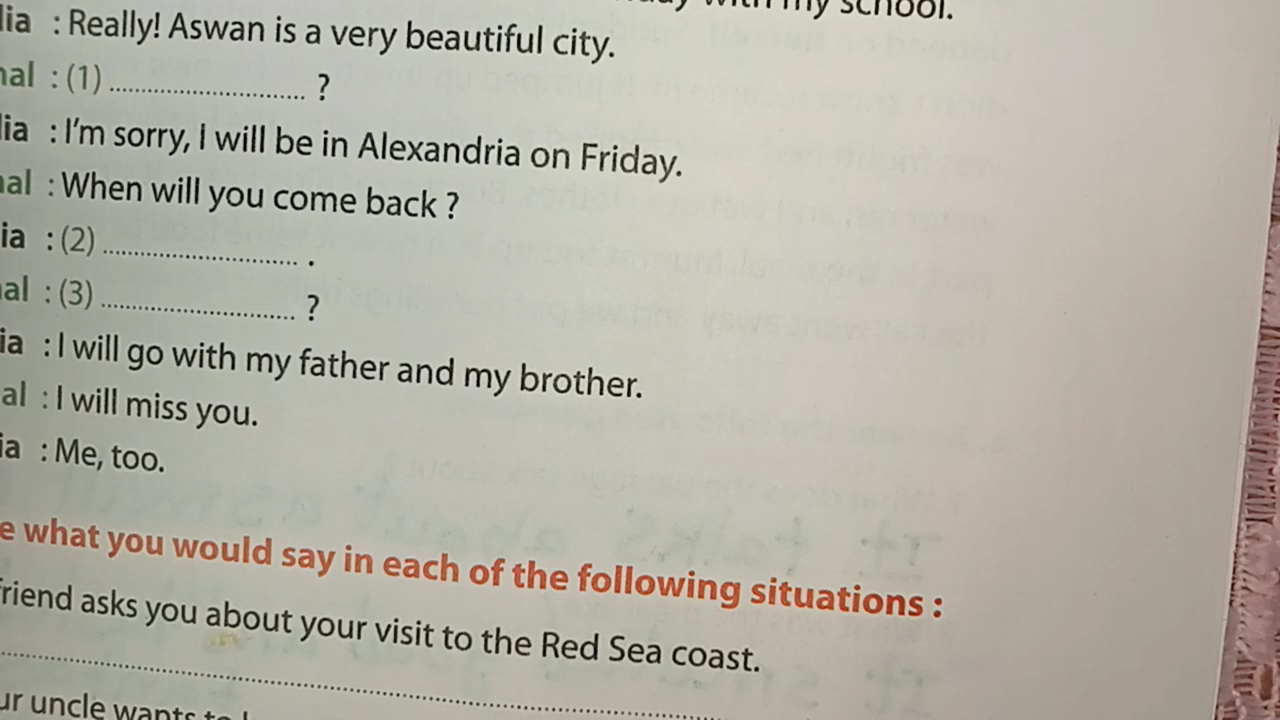 with my school.
lia : Really! Aswan is a very beautiful city.
nal : (1) .................................. ?
lia : I'm sorry, I will be in Alexandria on Friday.
nal : When will you come back ?
ia : (2) .................................. .
nal : (3) .................................. ?
ia : I will go with my father and my brother.
al : I will miss you.
ia : Me, too.
e what you would say in each of the following situations :
friend asks you about your visit to the Red Sea coast.
ur uncle wants to